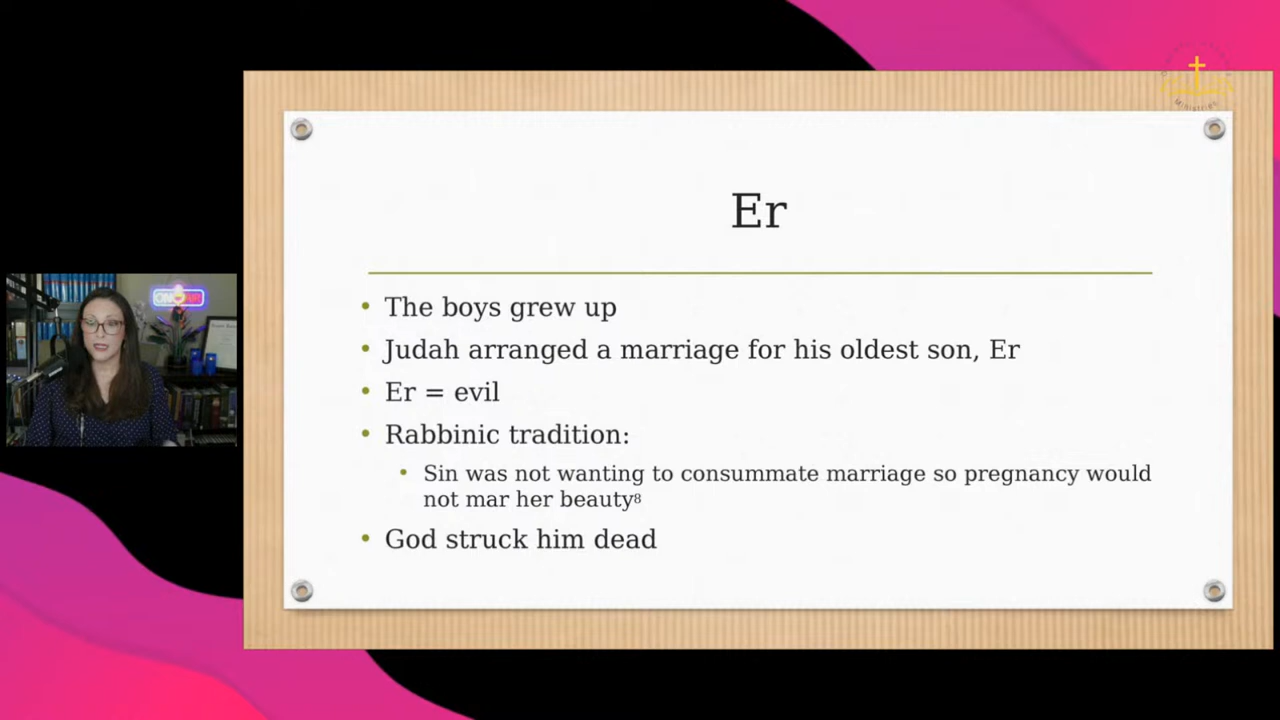 Er
• The boys grew up
• Judah arranged a marriage for his oldest son, Er
• Er = evil
• Rabbinic tradition:
• Sin was not wanting to consummate marriage so pregnancy would
not mar her beauty⁸
• God struck him dead
Ministries